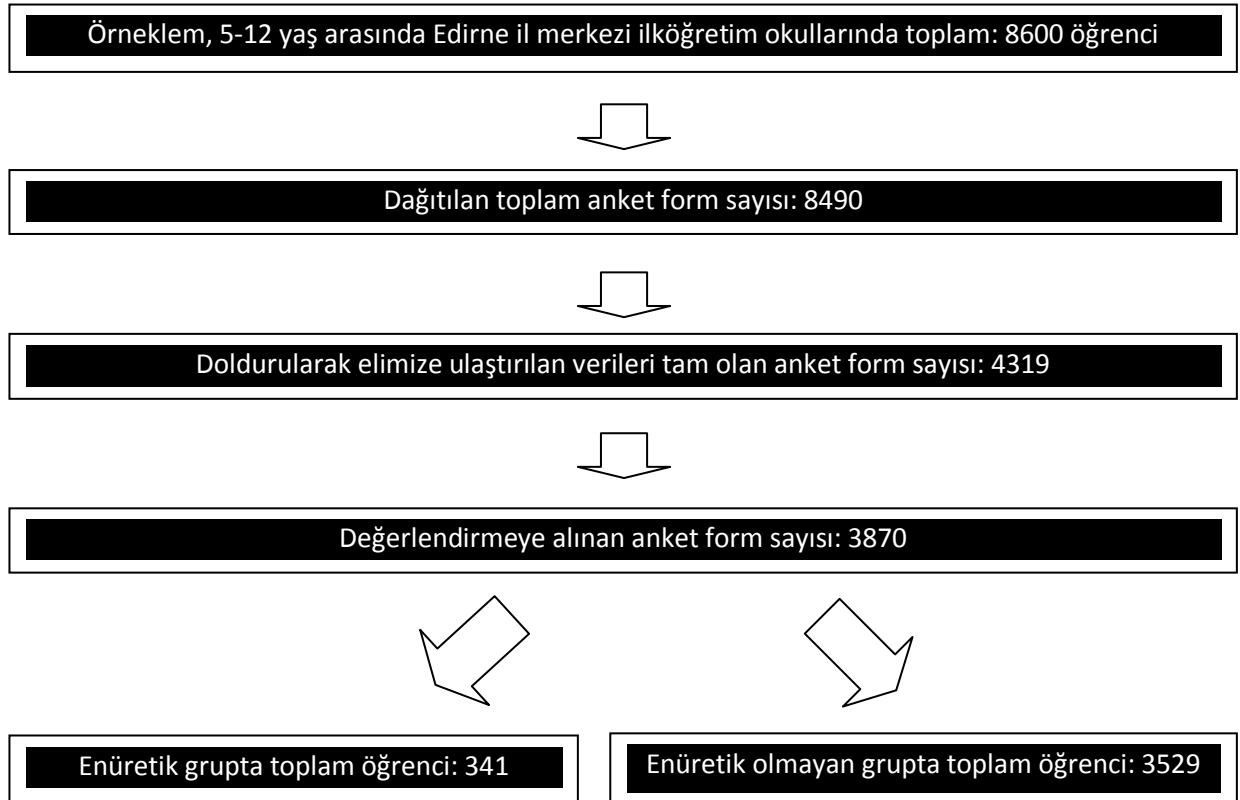 Örneklem, 5-12 yaş arasında Edirne il merkezi ilköğretim okullarında toplam: 8600 öğrenci
Dağıtılan toplam anket form sayısı: 8490
Doldurularak elimize ulaştırılan verileri tam olan anket form sayısı: 4319
Değerlendirmeye alınan anket form sayısı: 3870
Enüretik grupta toplam öğrenci: 341
Enüretik olmayan grupta toplam öğrenci: 3529